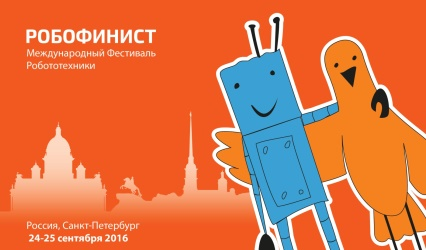 РОБОФИНИСТ
Международный Фестиваль
Робототехники
Россия, Санкт-Петербург
24-25 сентября 2016